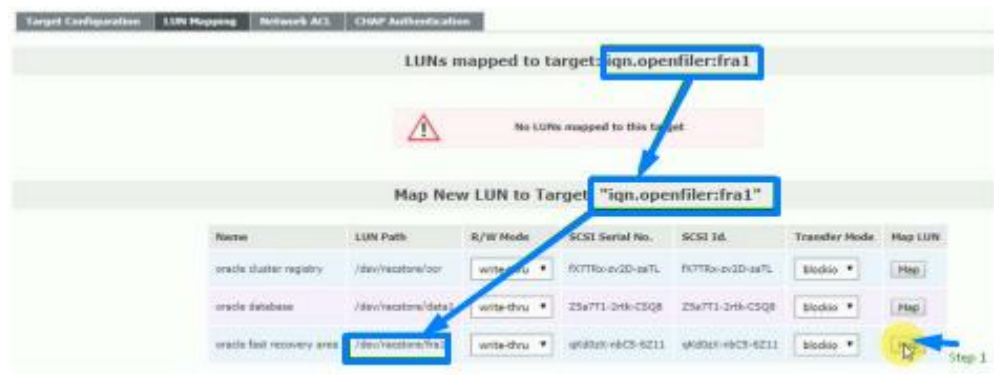 Target Configuration LUN Mapping Network ACL CHAP Authentication
LUNs mapped to target: iqn.openfiler:fra1
No LUNs mapped to this target
Map New LUN to Target: "iqn.openfiler:fra1"
Name LUN Path R/W Mode SCSI Serial No. SCSI Id. Transfer Mode Map LUN
oracle cluster registry /dev/racstore/ocr write-thru blockio Map
oracle database write-thru blockio Map
oracle fast recovery area write-thru blockio
Step 1